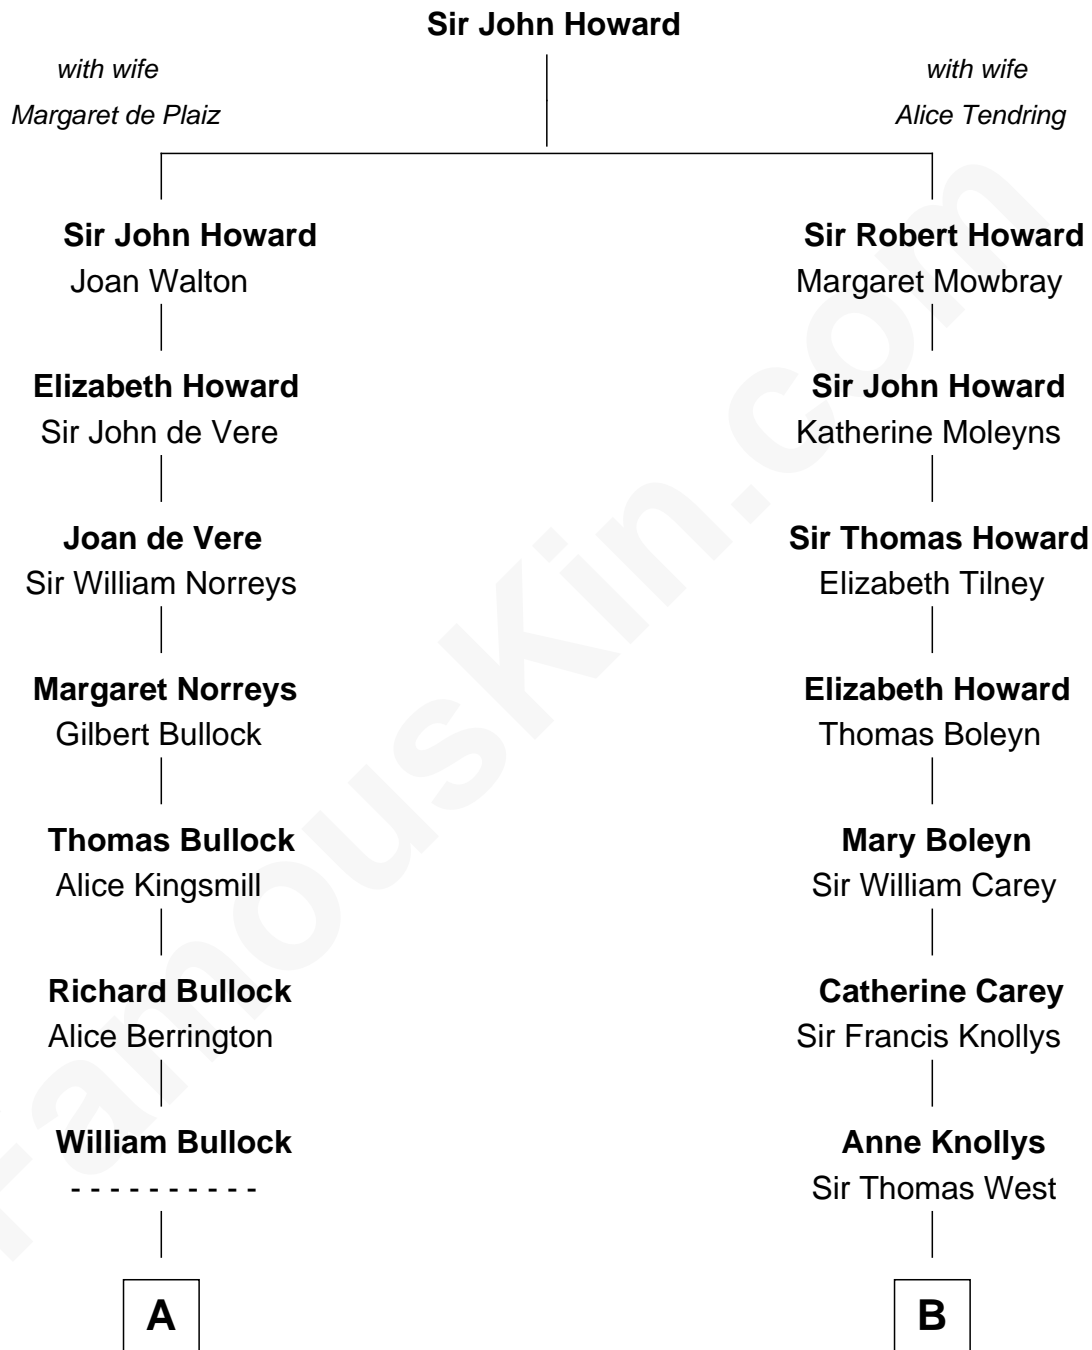 Sir John Howard
with wife
Margaret de Plaiz
with wife
Alice Tendring
Sir John Howard
Joan Walton
Sir Robert Howard
Margaret Mowbray
Elizabeth Howard
Sir John de Vere
Sir John Howard
Katherine Moleyns
Joan de Vere
Sir William Norreys
Sir Thomas Howard
Elizabeth Tilney
Margaret Norreys
Gilbert Bullock
Elizabeth Howard
Thomas Boleyn
Thomas Bullock
Alice Kingsmill
Mary Boleyn
Sir William Carey
Richard Bullock
Alice Berrington
Catherine Carey
Sir Francis Knollys
William Bullock
- - - - - - - - - -
Anne Knollys
Sir Thomas West
A
B
FamousKin.com